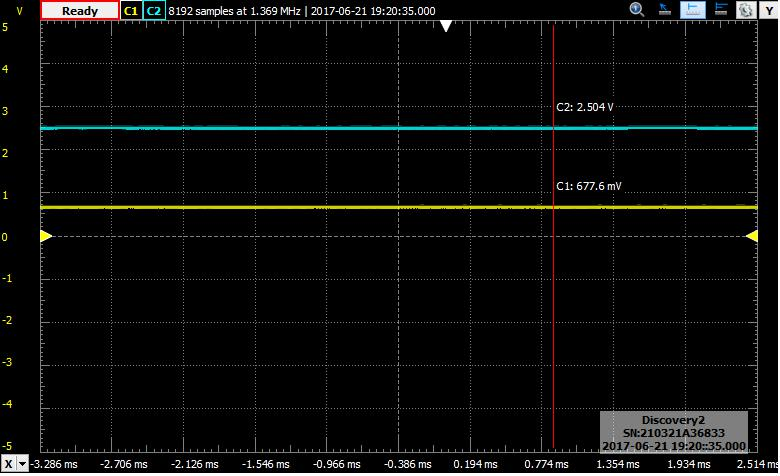 V Ready C1 C2 8192 samples at 1.369 MHz | 2017-06-21 19:20:35.000 Y
5
4
3
2
1
0
-1
-2
-3
-4
-5
C2: 2.504 V
C1: 677.6 mV
Discovery2
SN:210321A36833
2017-06-21 19:20:35.000
X -3.286 ms -2.706 ms -2.126 ms -1.546 ms -0.966 ms -0.386 ms 0.194 ms 0.774 ms 1.354 ms 1.934 ms 2.514 ms